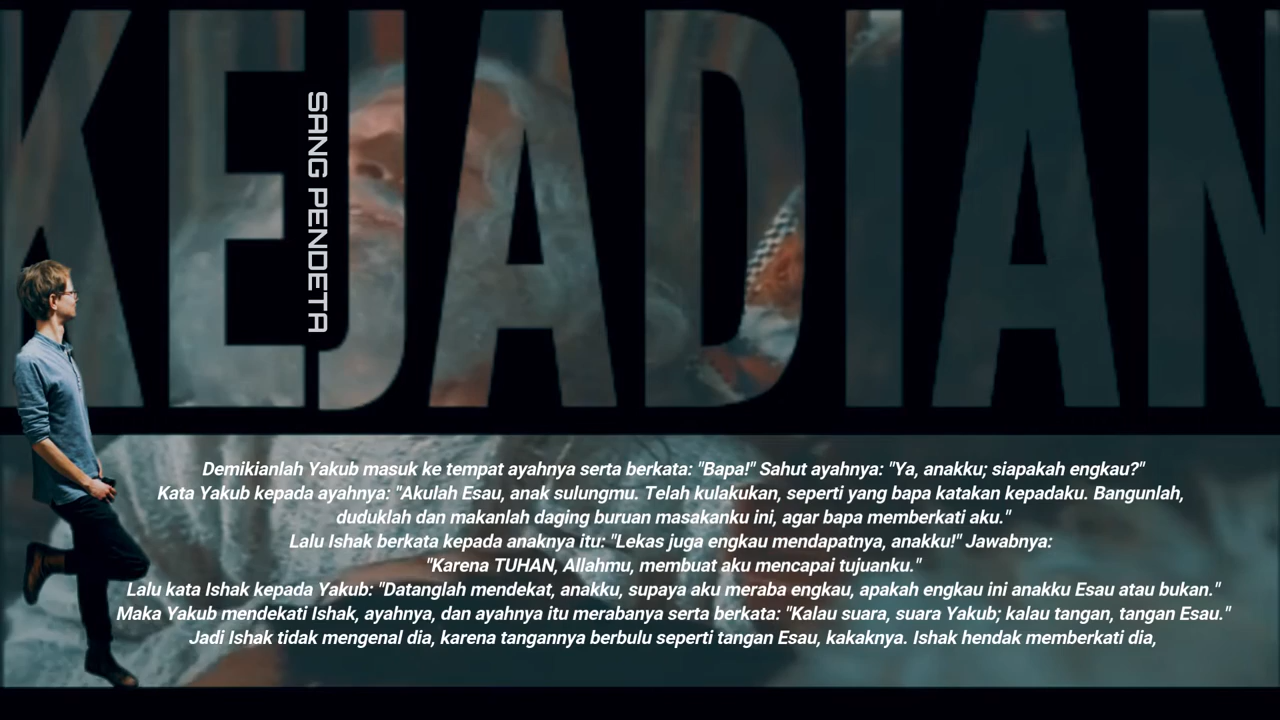 KEJADIAN
SANG PENDETA
Demikianlah Yakub masuk ke tempat ayahnya serta berkata: "Bapa!" Sahut ayahnya: "Ya, anakku; siapakah engkau?"
Kata Yakub kepada ayahnya: "Akulah Esau, anak sulungmu. Telah kulakukan, seperti yang bapa katakan kepadaku. Bangunlah,
duduklah dan makanlah daging buruan masakanku ini, agar bapa memberkati aku."
Lalu Ishak berkata kepada anaknya itu: "Lekas juga engkau mendapatnya, anakku!" Jawabnya:
"Karena TUHAN, Allahmu, membuat aku mencapai tujuanku."
Lalu kata Ishak kepada Yakub: "Datanglah mendekat, anakku, supaya aku meraba engkau, apakah engkau ini anakku Esau atau bukan."
Maka Yakub mendekati Ishak, ayahnya, dan ayahnya itu merabanya serta berkata: "Kalau suara, suara Yakub; kalau tangan, tangan Esau."
Jadi Ishak tidak mengenal dia, karena tangannya berbulu seperti tangan Esau, kakaknya. Ishak hendak memberkati dia,